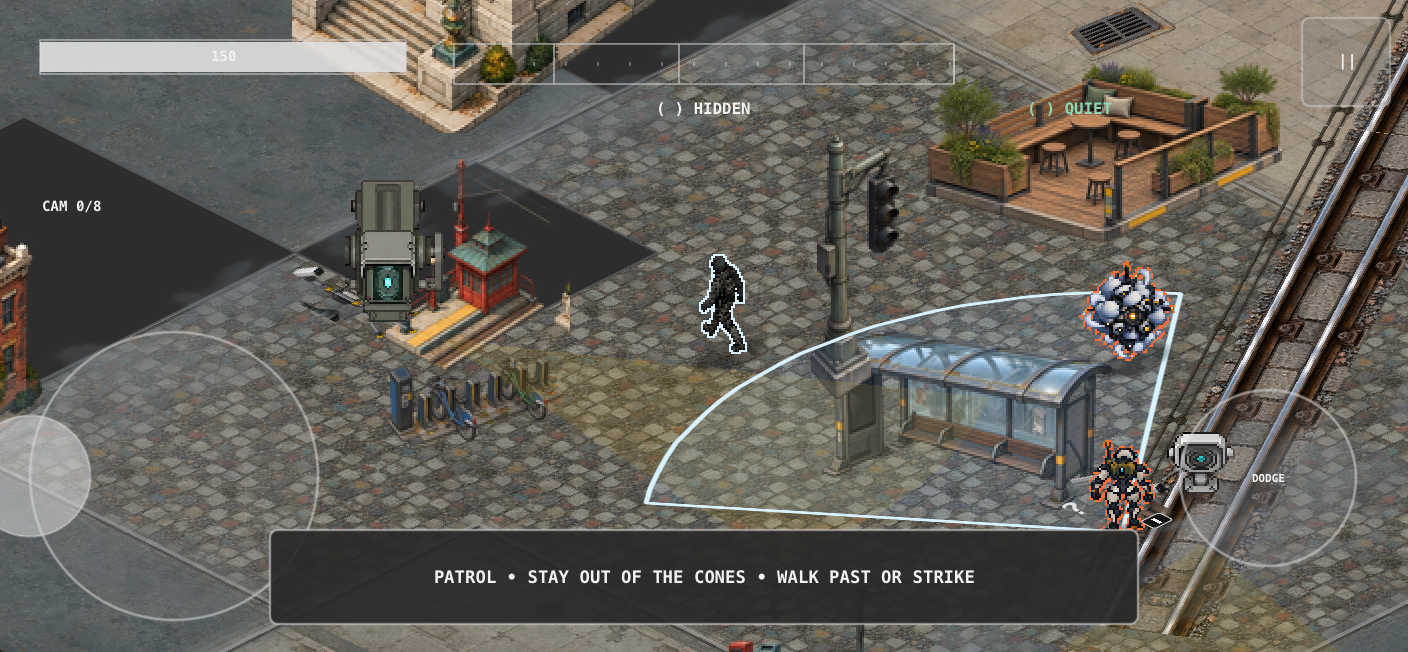 150
( ) HIDDEN
( ) QUIET
CAM 0/8
DODGE
PATROL • STAY OUT OF THE CONES • WALK PAST OR STRIKE